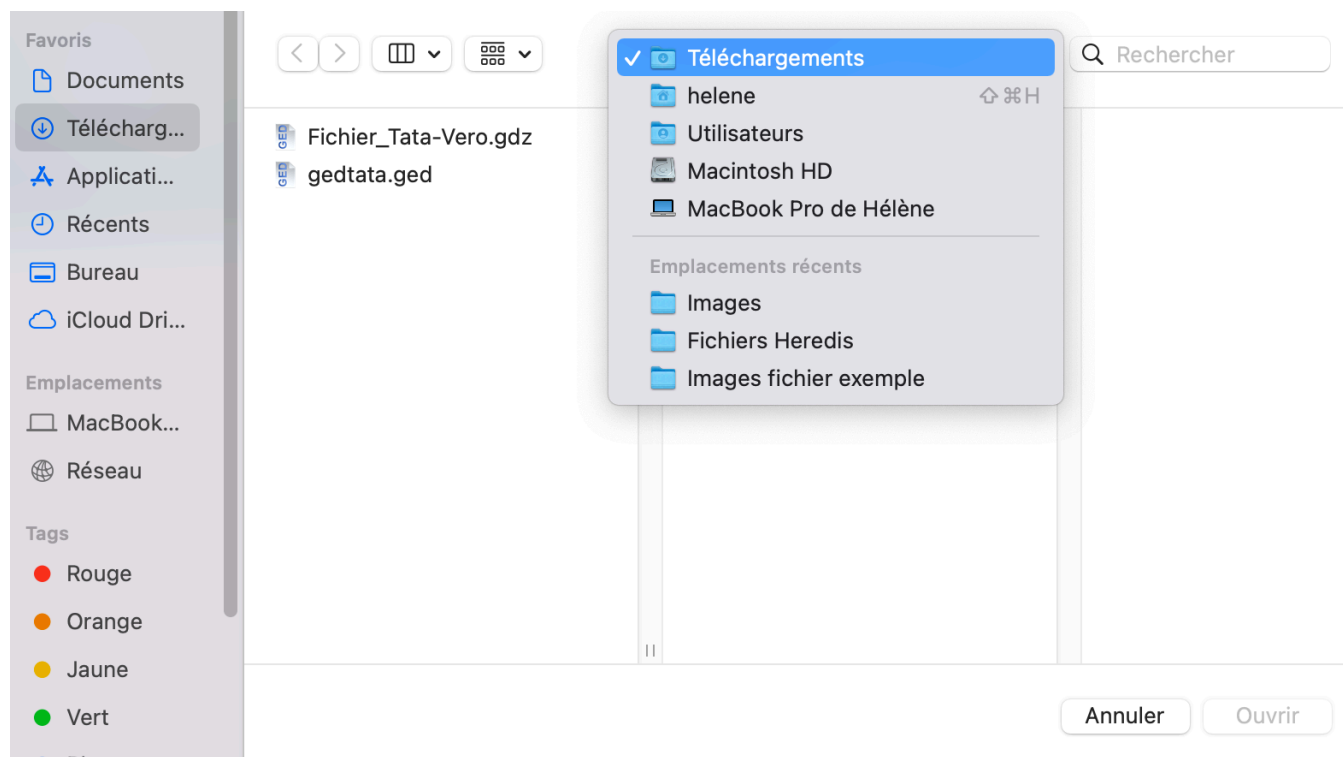 Favoris
Documents
Télécharg...
Applicati...
Récents
Bureau
iCloud Dri...
Emplacements
MacBook...
Réseau
Tags
Rouge
Orange
Jaune
Vert
Fichier_Tata-Vero.gdz
gedtata.ged
Téléchargements
helene ⇧⌘H
Utilisateurs
Macintosh HD
MacBook Pro de Hélène
Emplacements récents
Images
Fichiers Heredis
Images fichier exemple
Rechercher
Annuler
Ouvrir